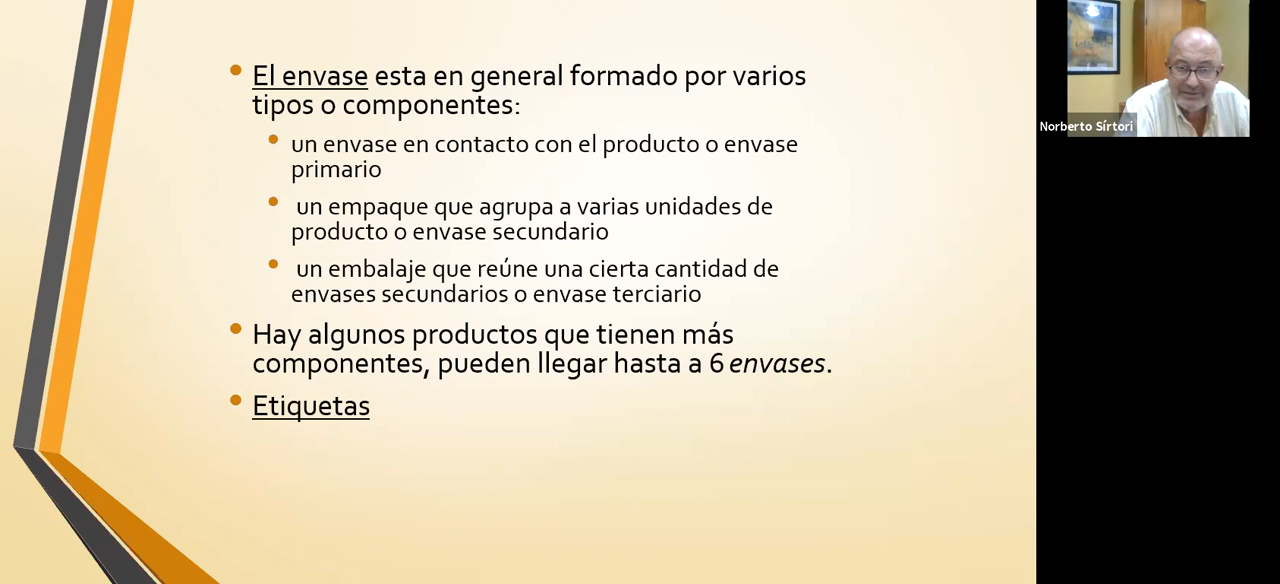 El envase esta en general formado por varios
tipos o componentes:
un envase en contacto con el producto o envase
primario
un empaque que agrupa a varias unidades de
producto o envase secundario
un embalaje que reúne una cierta cantidad de
envases secundarios o envase terciario
Hay algunos productos que tienen más
componentes, pueden llegar hasta a 6 envases.
Etiquetas
Norberto Sírtori